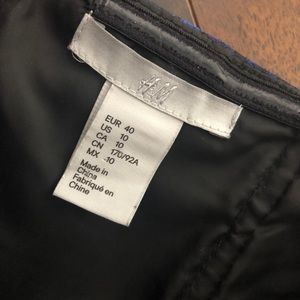 H&M
EUR 40
US 10
CA 10
CN 170/92A
MX 10
Made in
China
Fabriqué en
Chine